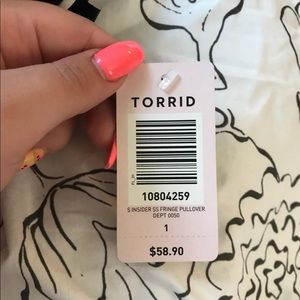 TORRID
10804259
S INSIDER SS FRINGE PULLOVER
DEPT 0050
1
$58.90